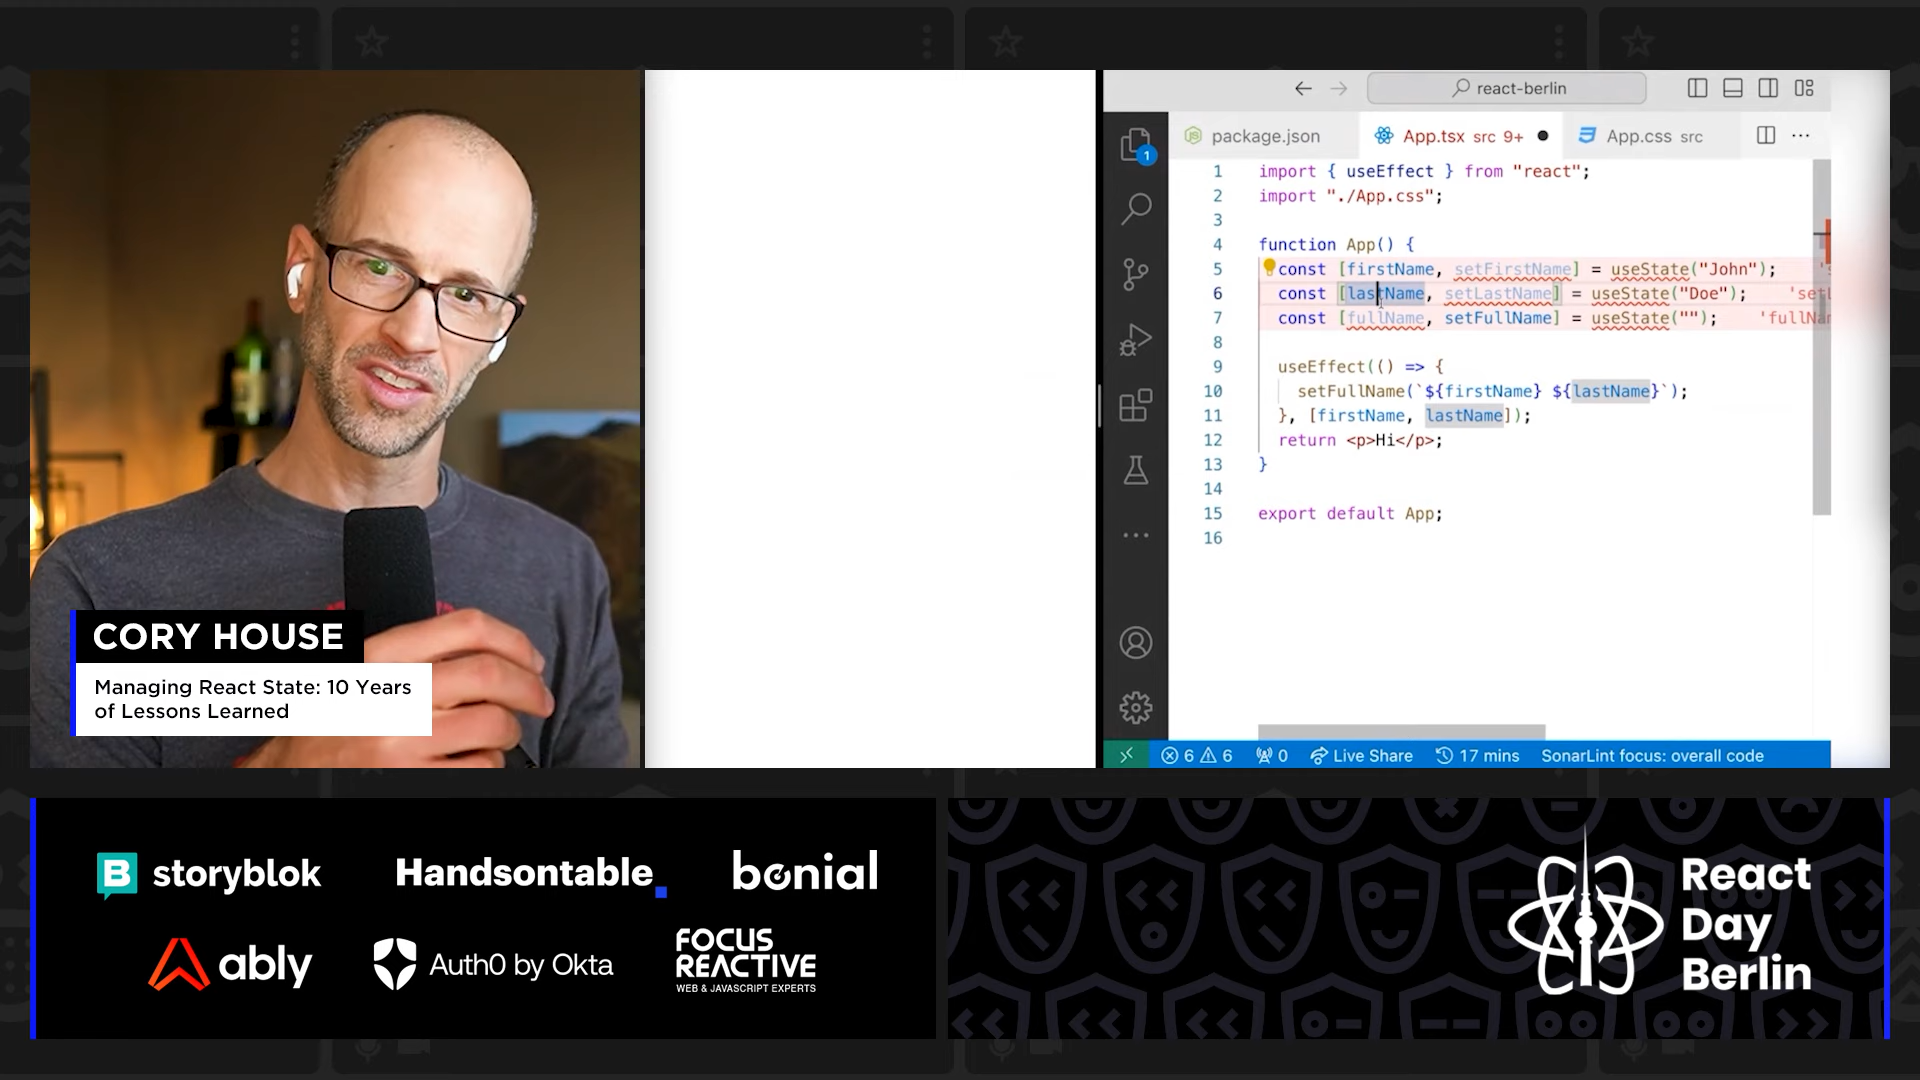 CORY HOUSE
Managing React State: 10 Years
of Lessons Learned
react-berlin
package.json
App.tsx src 9+
App.css src
1
1 import { useEffect } from "react";
2 import "./App.css";
3
4 function App() {
5 const [firstName, setFirstName] = useState("John");
6 const [lastName, setLastName] = useState("Doe");
7 const [fullName, setFullName] = useState("");
8
9 useEffect(() => {
10 setFullName(`${firstName} ${lastName}`);
11 }, [firstName, lastName]);
12 return <p>Hi</p>;
13 }
14
15 export default App;
16
6 6 0 Live Share 17 mins SonarLint focus: overall code
storyblok
Handsontable
bonial
ably
Auth0 by Okta
FOCUS
REACTIVE
WEB & JAVASCRIPT EXPERTS
React
Day
Berlin